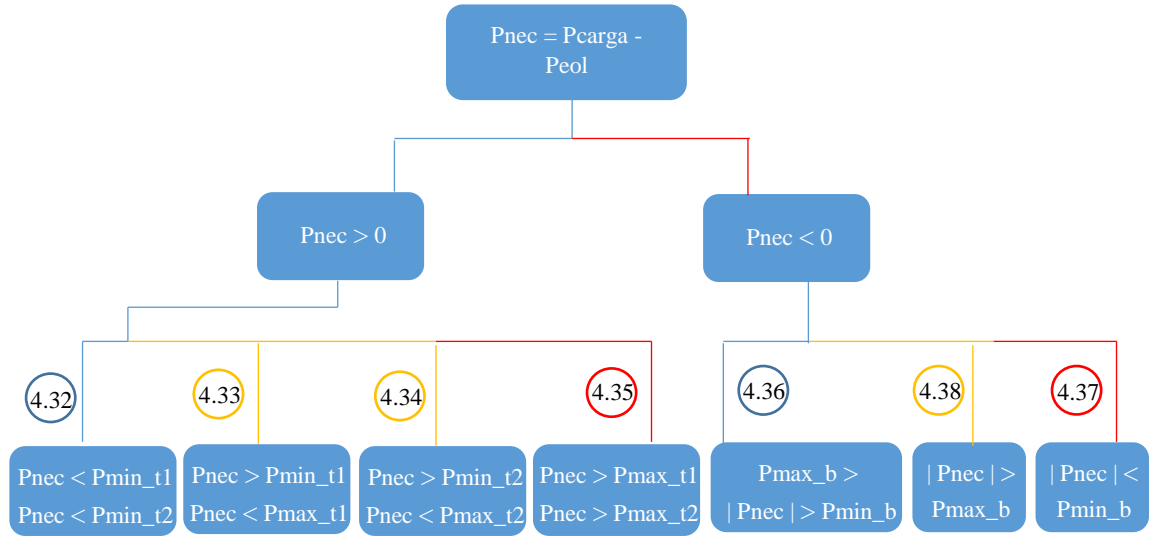 Pnec = Pcarga -
Peol
Pnec > 0
Pnec < 0
4.32
4.33
4.34
4.35
4.36
4.38
4.37
Pnec < Pmin_t1
Pnec < Pmin_t2
Pnec > Pmin_t1
Pnec < Pmax_t1
Pnec > Pmin_t2
Pnec < Pmax_t2
Pnec > Pmax_t1
Pnec > Pmax_t2
Pmax_b >
| Pnec | > Pmin_b
| Pnec | >
Pmax_b
| Pnec | <
Pmin_b